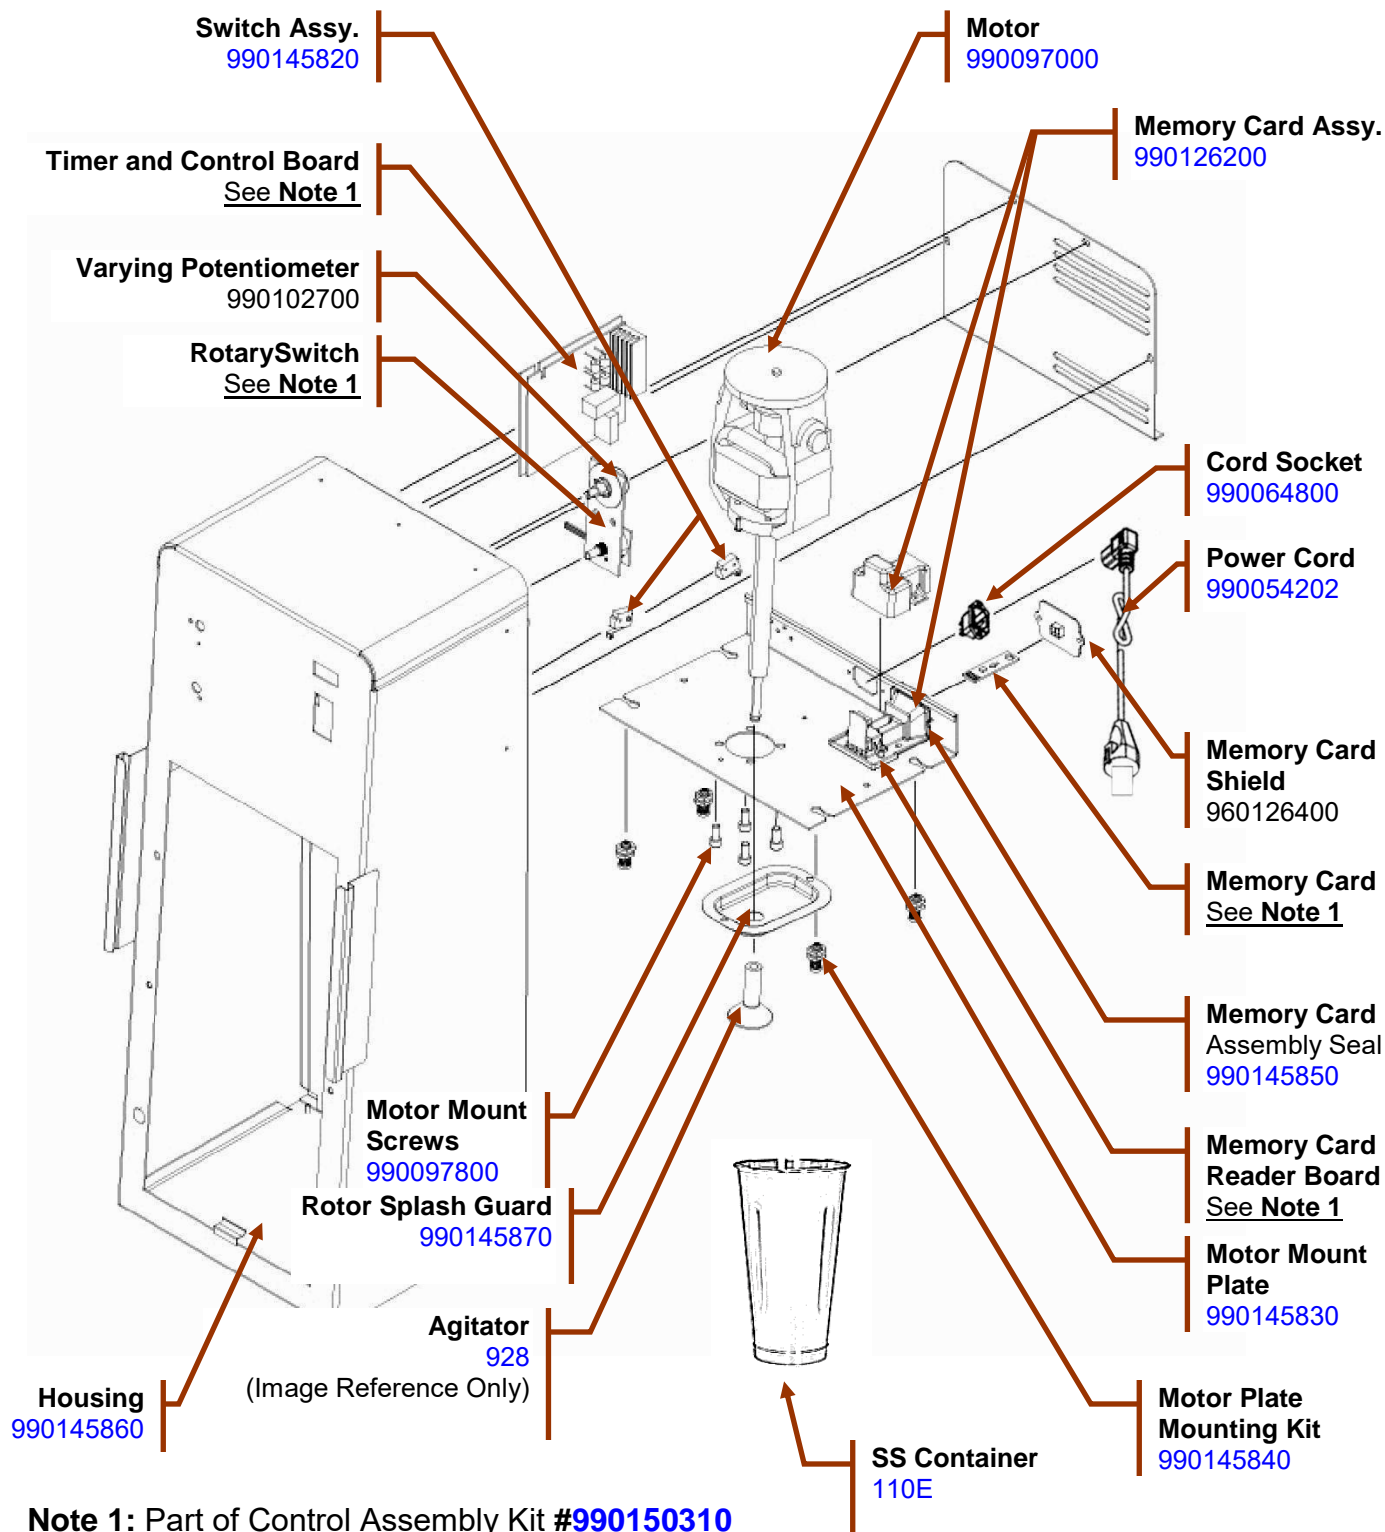 Switch Assy.
990145820
Motor
990097000
Memory Card Assy.
990126200
Timer and Control Board
See Note 1
Varying Potentiometer
990102700
RotarySwitch
See Note 1
Cord Socket
990064800
Power Cord
990054202
Memory Card
Shield
960126400
Memory Card
See Note 1
Memory Card
Assembly Seal
990145850
Motor Mount
Screws
990097800
Memory Card
Reader Board
See Note 1
Rotor Splash Guard
990145870
Motor Mount
Plate
990145830
Agitator
928
(Image Reference Only)
Housing
990145860
Motor Plate
Mounting Kit
990145840
SS Container
110E
Note 1: Part of Control Assembly Kit #990150310